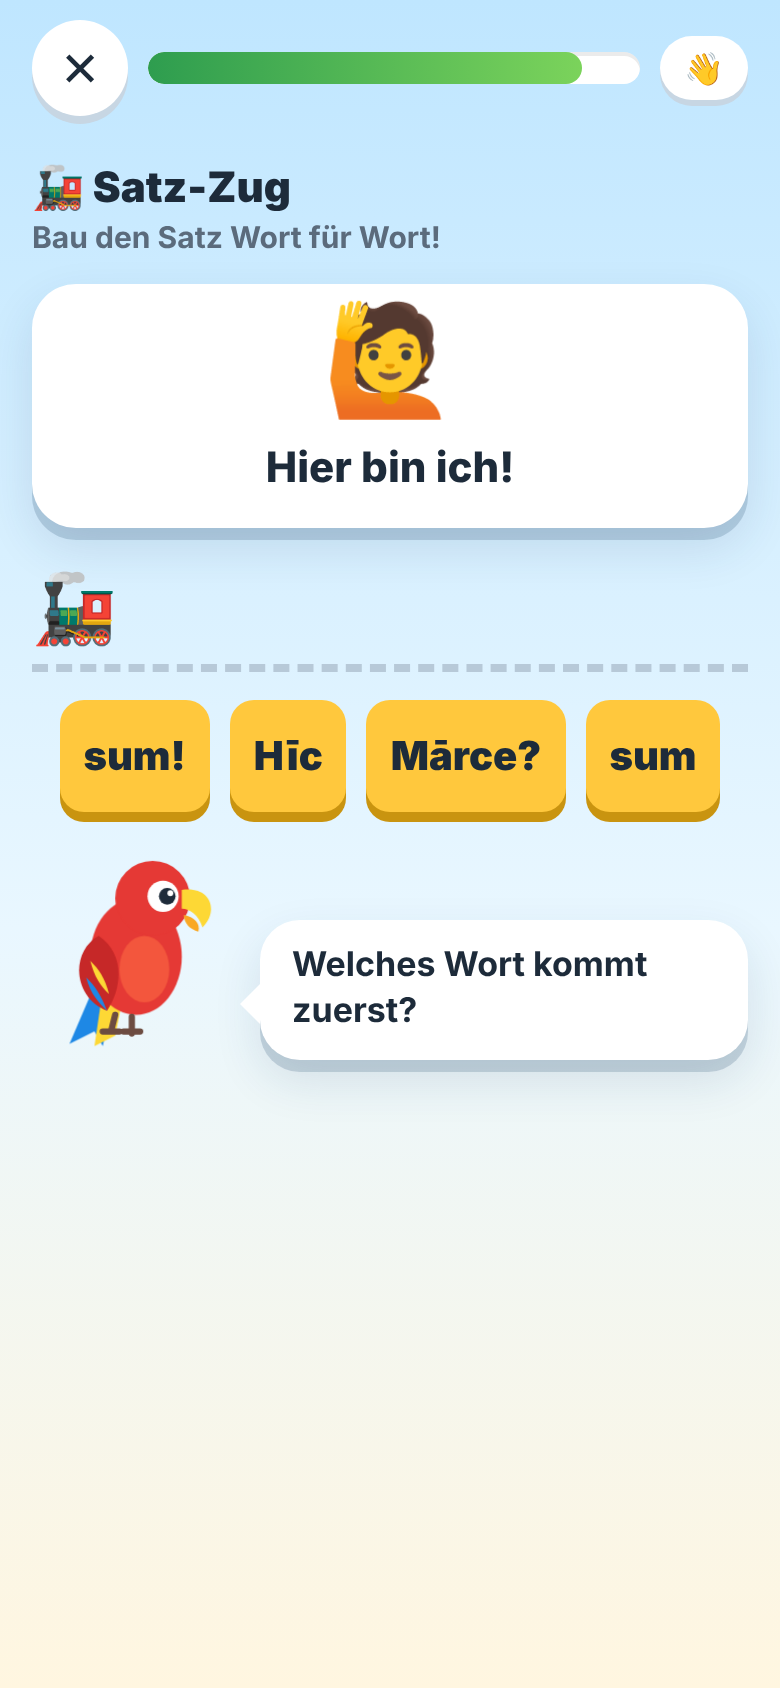 Satz-Zug
Bau den Satz Wort für Wort!
Hier bin ich!
sum! Hīc Mārce? sum
Welches Wort kommt
zuerst?